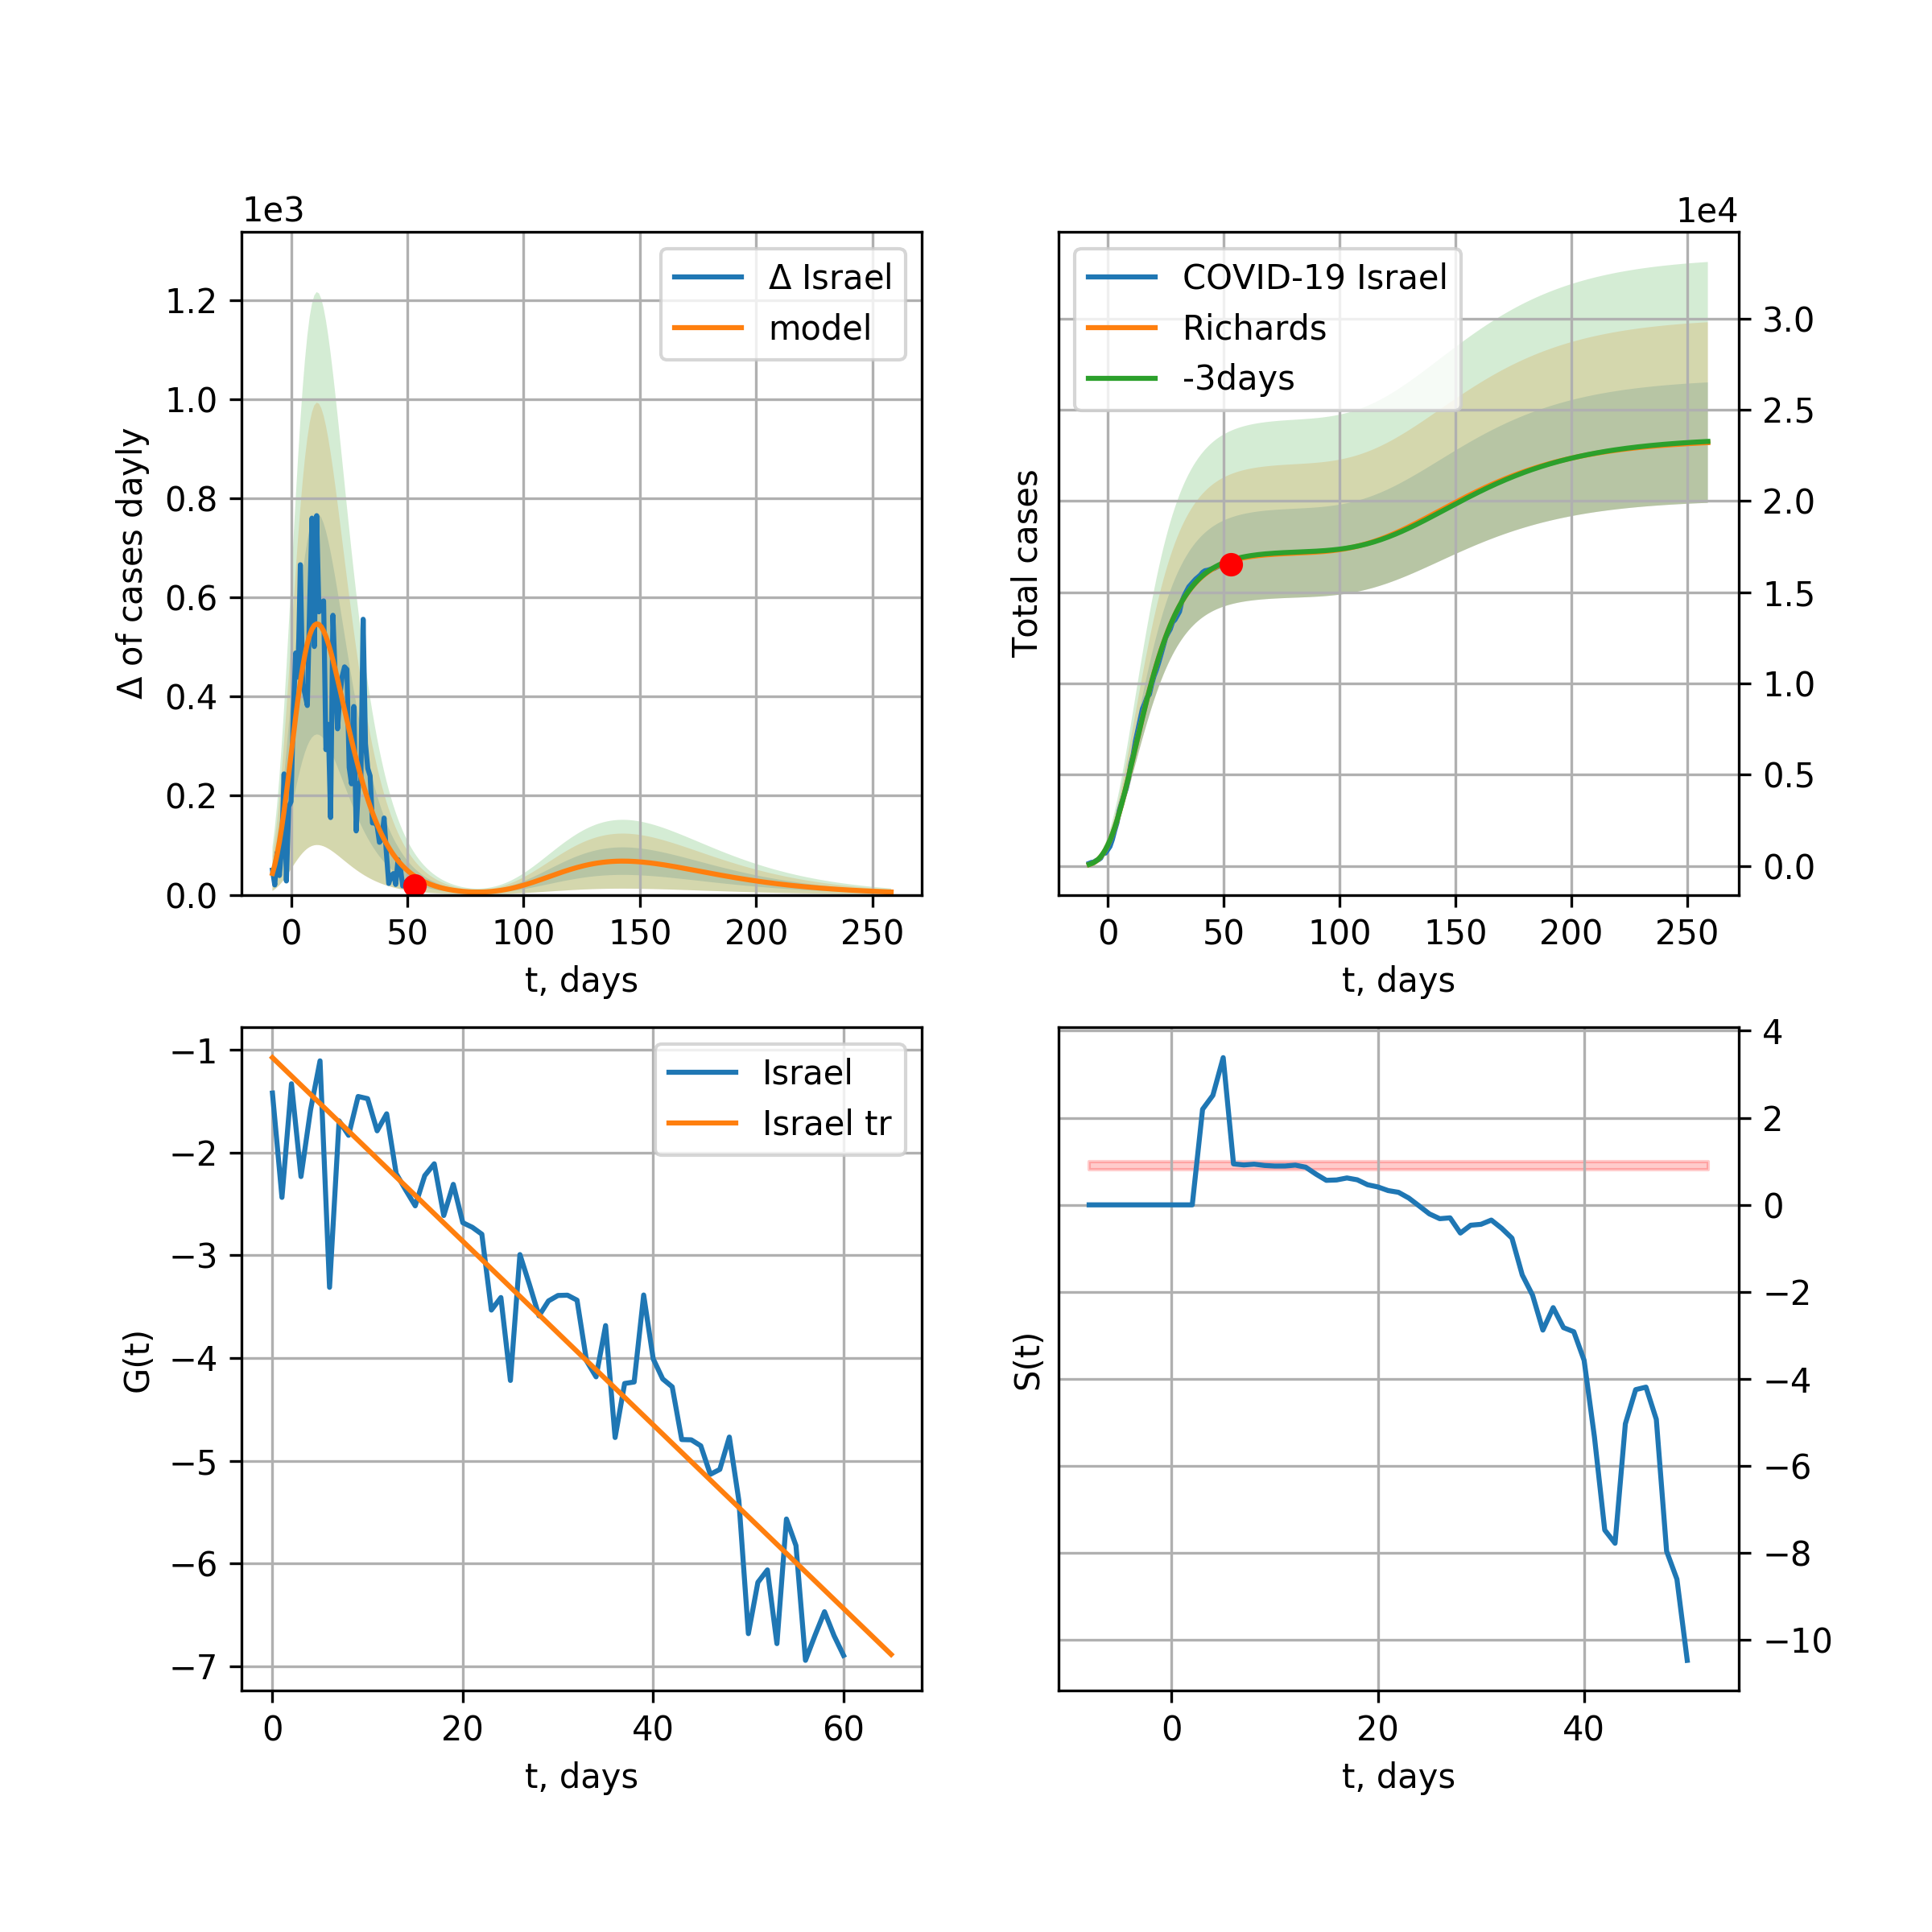 1e3
Δ of cases dayly
1.2
1.0
0.8
0.6
0.4
0.2
0.0
Δ Israel
model
0 50 100 150 200 250
t, days
1e4
Total cases
COVID-19 Israel
Richards
-3days
3.0
2.5
2.0
1.5
1.0
0.5
0.0
0 50 100 150 200 250
t, days
G(t)
−1
−2
−3
−4
−5
−6
−7
Israel
Israel tr
0 20 40 60
t, days
S(t)
4
2
0
−2
−4
−6
−8
−10
0 20 40
t, days